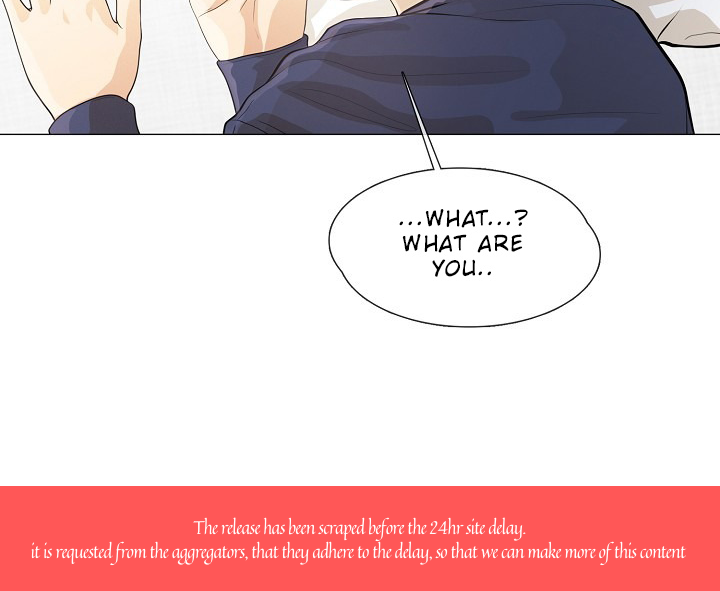 ...WHAT...?
WHAT ARE
YOU..
The release has been scraped before the 24hr site delay.
it is requested from the aggregators, that they adhere to the delay, so that we can make more of this content